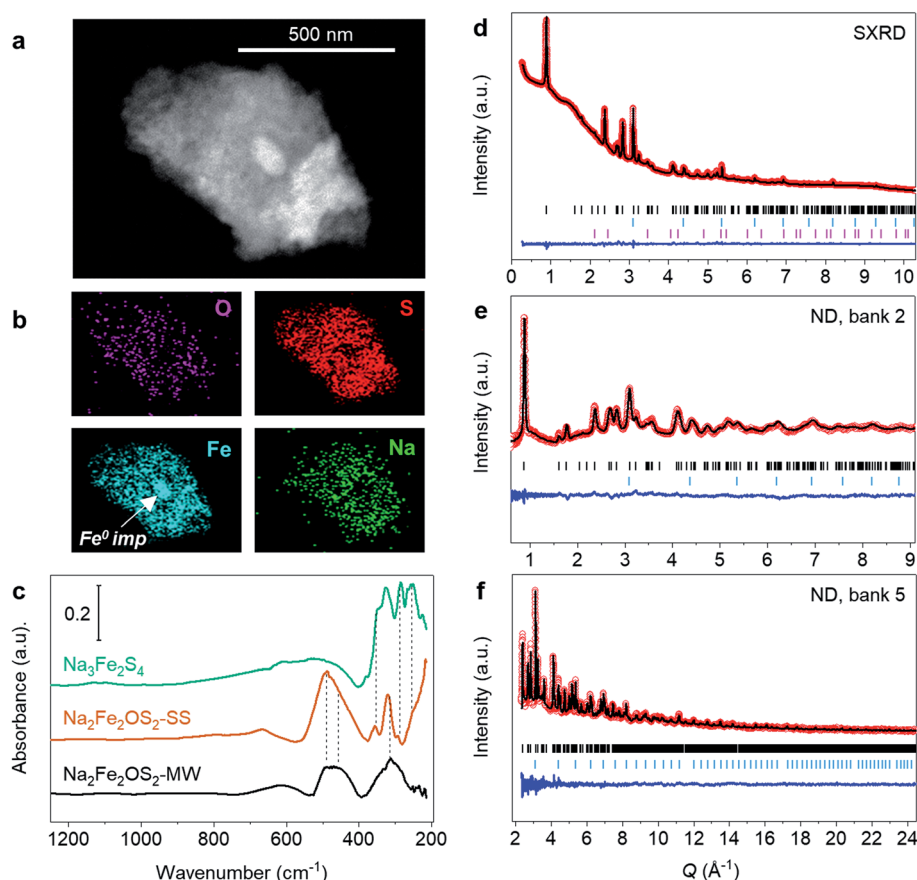 a
500 nm
b
O
S
Fe
Fe⁰ imp
Na
c
0.2
Absorbance (a.u.)
Na₃Fe₂S₄
Na₂Fe₂OS₂-SS
Na₂Fe₂OS₂-MW
1200 1000 800 600 400 200
Wavenumber (cm⁻¹)
d
SXRD
Intensity (a.u.)
0 1 2 3 4 5 6 7 8 9 10
e
ND, bank 2
Intensity (a.u.)
1 2 3 4 5 6 7 8 9
f
ND, bank 5
Intensity (a.u.)
2 4 6 8 10 12 14 16 18 20 22 24
Q (Å⁻¹)